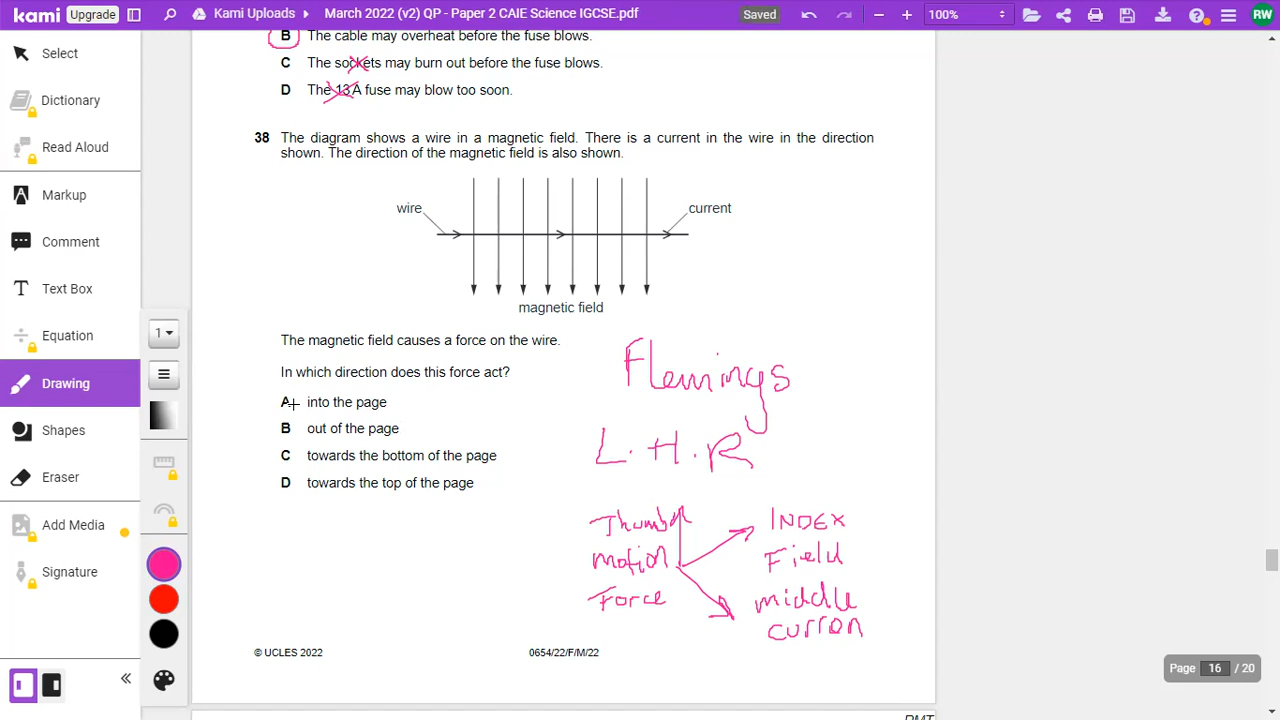 kami
Upgrade
Kami Uploads
March 2022 (v2) QP - Paper 2 CAIE Science IGCSE.pdf
Saved
100%
RW
Select
Dictionary
Read Aloud
Markup
Comment
Text Box
Equation
Drawing
Shapes
Eraser
Add Media
Signature
1
B The cable may overheat before the fuse blows.
C The sockets may burn out before the fuse blows.
D The 13A fuse may blow too soon.
38 The diagram shows a wire in a magnetic field. There is a current in the wire in the direction
shown. The direction of the magnetic field is also shown.
wire
current
magnetic field
The magnetic field causes a force on the wire.
In which direction does this force act?
A into the page
B out of the page
C towards the bottom of the page
D towards the top of the page
Flemings
L.H.R
Thumb
motion
Force
INDEX
Field
middle
curron
© UCLES 2022
0654/22/F/M/22
Page 16 / 20